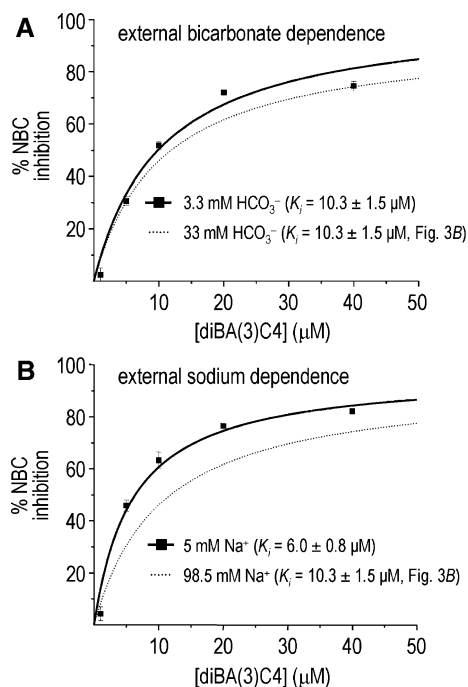 A
external bicarbonate dependence
100
80
60
40
20
% NBC
inhibition
3.3 mM HCO₃⁻ (Kᵢ = 10.3 ± 1.5 µM)
33 mM HCO₃⁻ (Kᵢ = 10.3 ± 1.5 µM, Fig. 3B)
10 20 30 40 50
[diBA(3)C4] (µM)
B
external sodium dependence
100
80
60
40
20
% NBC
inhibition
5 mM Na⁺ (Kᵢ = 6.0 ± 0.8 µM)
98.5 mM Na⁺ (Kᵢ = 10.3 ± 1.5 µM, Fig. 3B)
10 20 30 40 50
[diBA(3)C4] (µM)